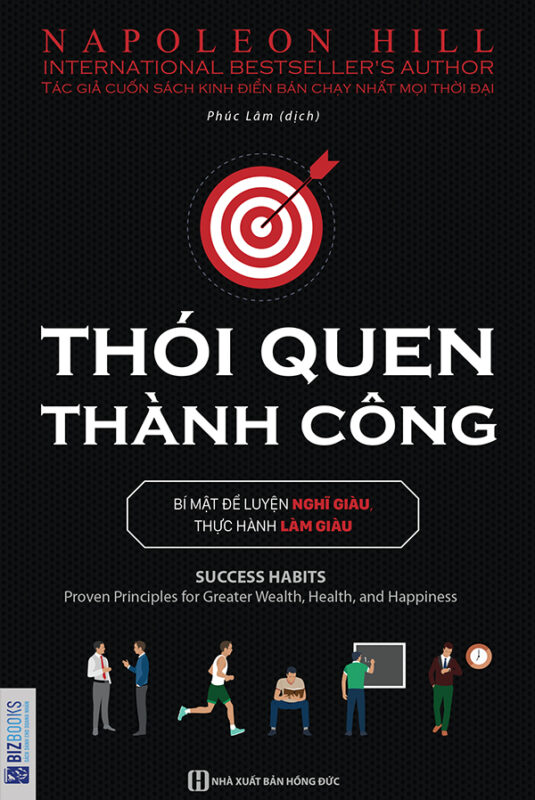 NAPOLEON HILL
INTERNATIONAL BESTSELLER'S AUTHOR
TÁC GIẢ CUỐN SÁCH KINH ĐIỂN BÁN CHẠY NHẤT MỌI THỜI ĐẠI
Phúc Lâm (dịch)
THÓI QUEN
THÀNH CÔNG
BÍ MẬT ĐỂ LUYỆN NGHĨ GIÀU,
THỰC HÀNH LÀM GIÀU
SUCCESS HABITS
Proven Principles for Greater Wealth, Health, and Happiness
BIZBOOKS
NHÀ XUẤT BẢN HỒNG ĐỨC